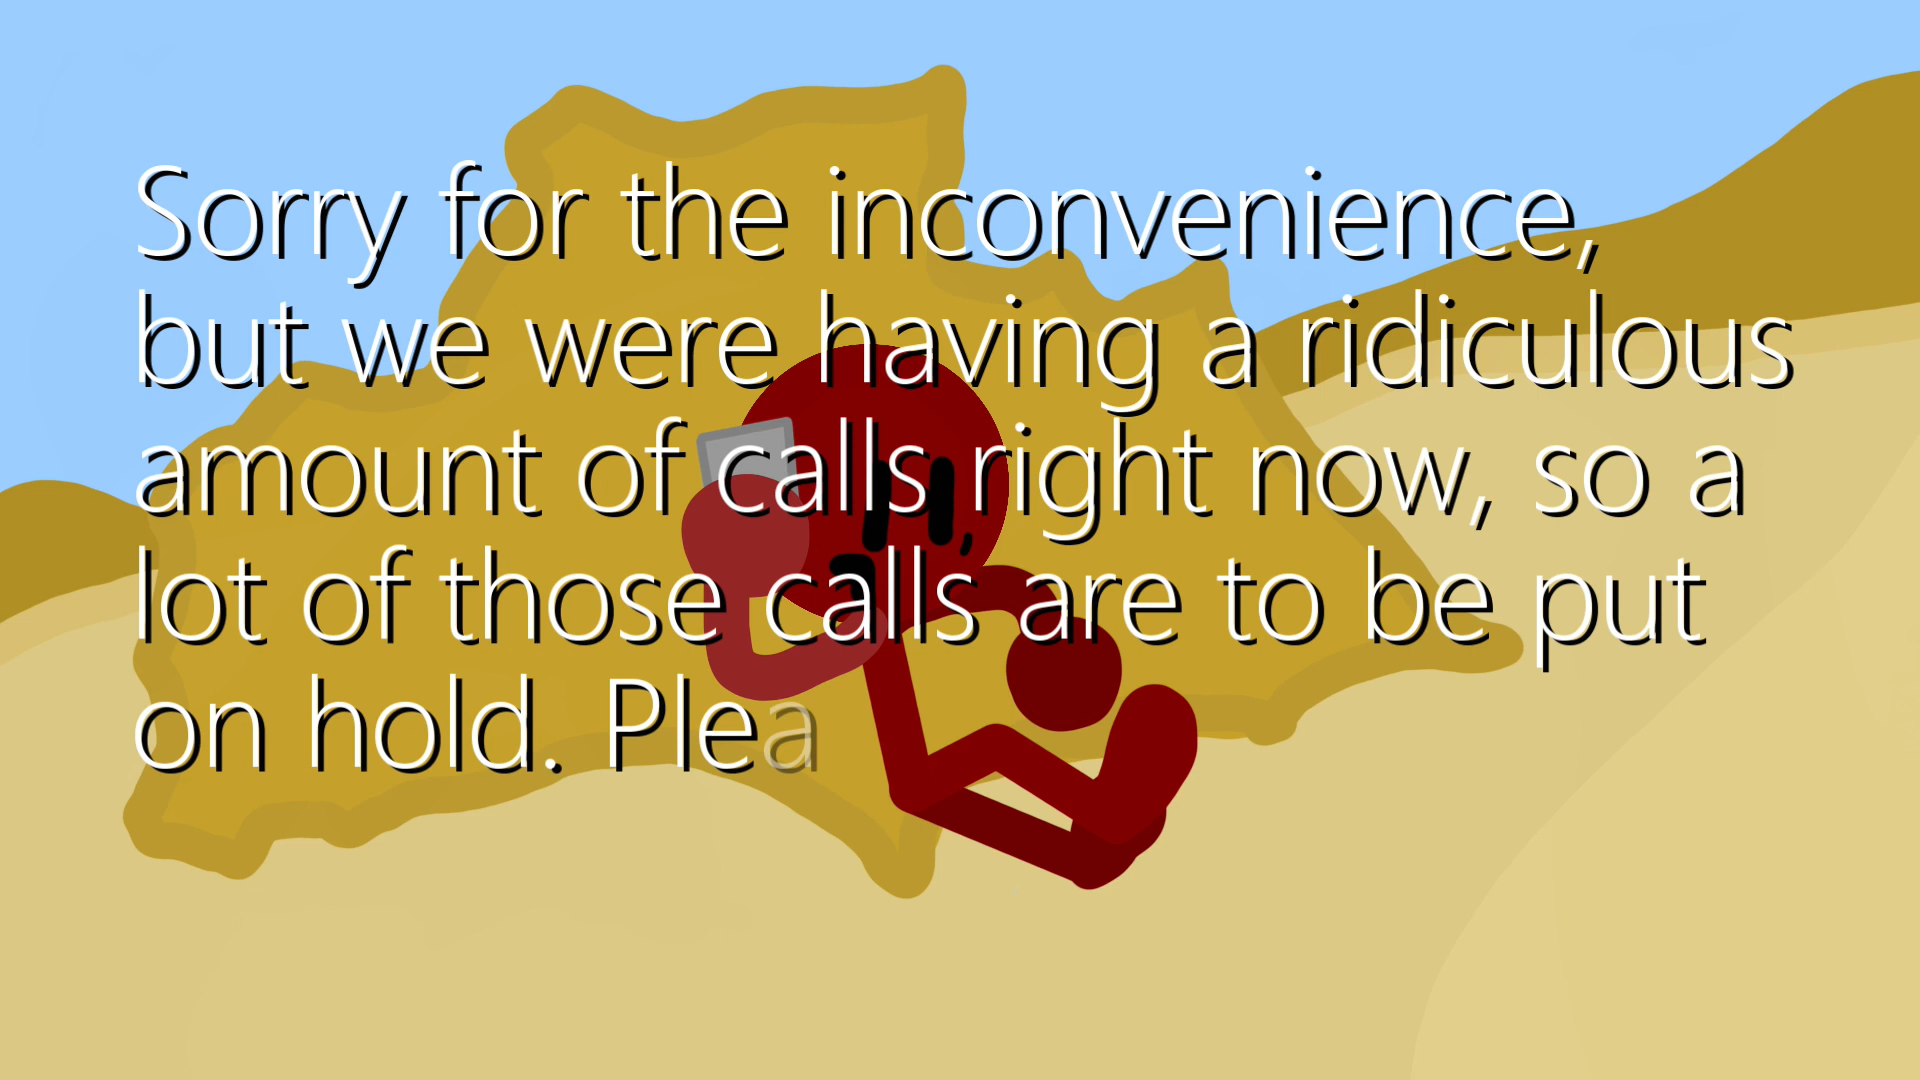 Sorry for the inconvenience,
but we were having a ridiculous
amount of calls right now, so a
lot of those calls are to be put
on hold. Plea